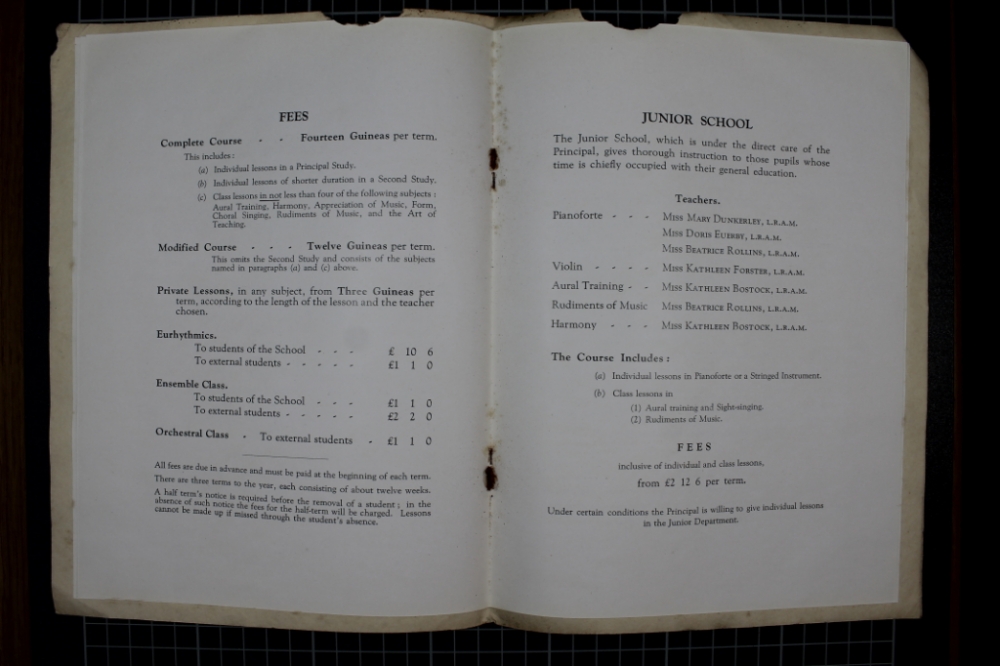 FEES
Complete Course - - Fourteen Guineas per term.
This includes :
(a) Individual lessons in a Principal Study.
(b) Individual lessons of shorter duration in a Second Study.
(c) Class lessons in not less than four of the following subjects :
Aural Training, Harmony, Appreciation of Music, Form,
Choral Singing, Rudiments of Music, and the Art of
Teaching.
Modified Course - - - Twelve Guineas per term.
This omits the Second Study and consists of the subjects
named in paragraphs (a) and (c) above.
Private Lessons, in any subject, from Three Guineas per
term, according to the length of the lesson and the teacher
chosen.
Eurhythmics.
To students of the School - - - £ 10 6
To external students - - - - - £1 1 0
Ensemble Class.
To students of the School - - - £1 1 0
To external students - - - - - £2 2 0
Orchestral Class - To external students - £1 1 0
All fees are due in advance and must be paid at the beginning of each term.
There are three terms to the year, each consisting of about twelve weeks.
A half term's notice is required before the removal of a student ; in the
absence of such notice the fees for the half-term will be charged. Lessons
cannot be made up if missed through the student's absence.
JUNIOR SCHOOL
The Junior School, which is under the direct care of the
Principal, gives thorough instruction to those pupils whose
time is chiefly occupied with their general education.
Teachers.
Pianoforte - - - Miss Mary Dunkerley, L.R.A.M.
Miss Doris Euerby, L.R.A.M.
Miss Beatrice Rollins, L.R.A.M.
Violin - - - - Miss Kathleen Forster, L.R.A.M.
Aural Training - - Miss Kathleen Bostock, L.R.A.M.
Rudiments of Music Miss Beatrice Rollins, L.R.A.M.
Harmony - - - Miss Kathleen Bostock, L.R.A.M.
The Course Includes :
(a) Individual lessons in Pianoforte or a Stringed Instrument.
(b) Class lessons in
(1) Aural training and Sight-singing.
(2) Rudiments of Music.
FEES
inclusive of individual and class lessons,
from £2 12 6 per term.
Under certain conditions the Principal is willing to give individual lessons
in the Junior Department.